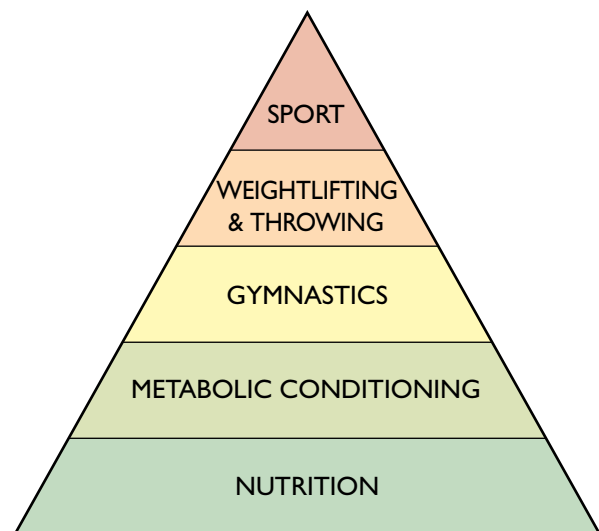 SPORT
WEIGHTLIFTING
& THROWING
GYMNASTICS
METABOLIC CONDITIONING
NUTRITION